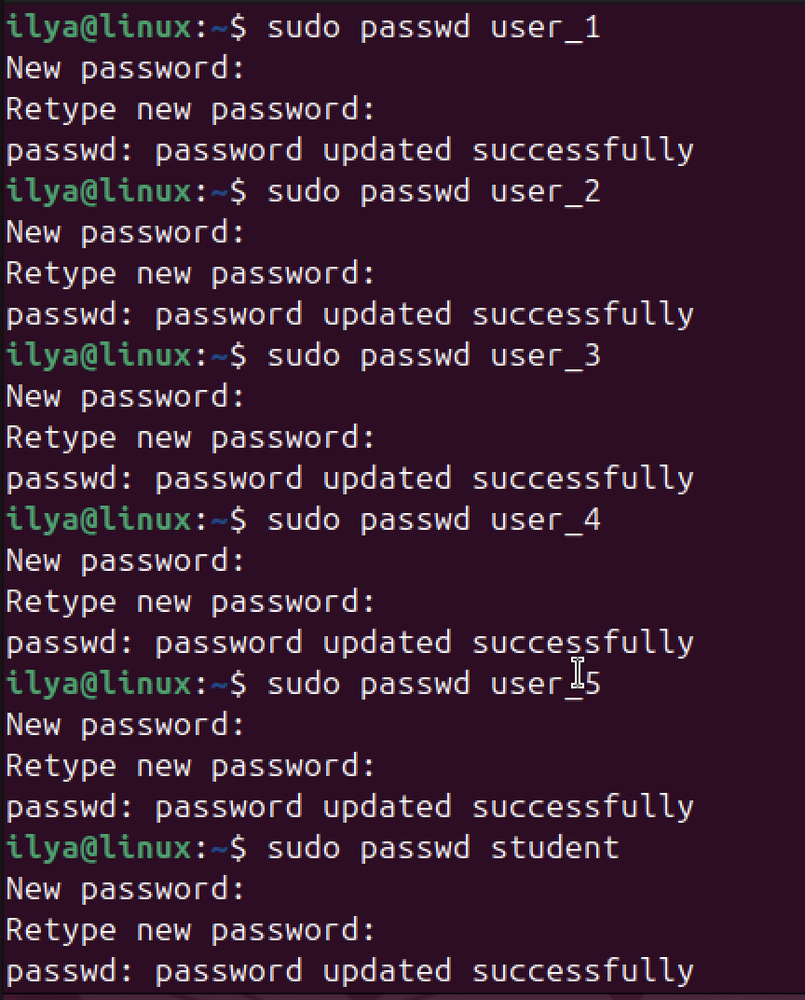 ilya@linux:~$ sudo passwd user_1
New password:
Retype new password:
passwd: password updated successfully
ilya@linux:~$ sudo passwd user_2
New password:
Retype new password:
passwd: password updated successfully
ilya@linux:~$ sudo passwd user_3
New password:
Retype new password:
passwd: password updated successfully
ilya@linux:~$ sudo passwd user_4
New password:
Retype new password:
passwd: password updated successfully
ilya@linux:~$ sudo passwd user_5
New password:
Retype new password:
passwd: password updated successfully
ilya@linux:~$ sudo passwd student
New password:
Retype new password:
passwd: password updated successfully